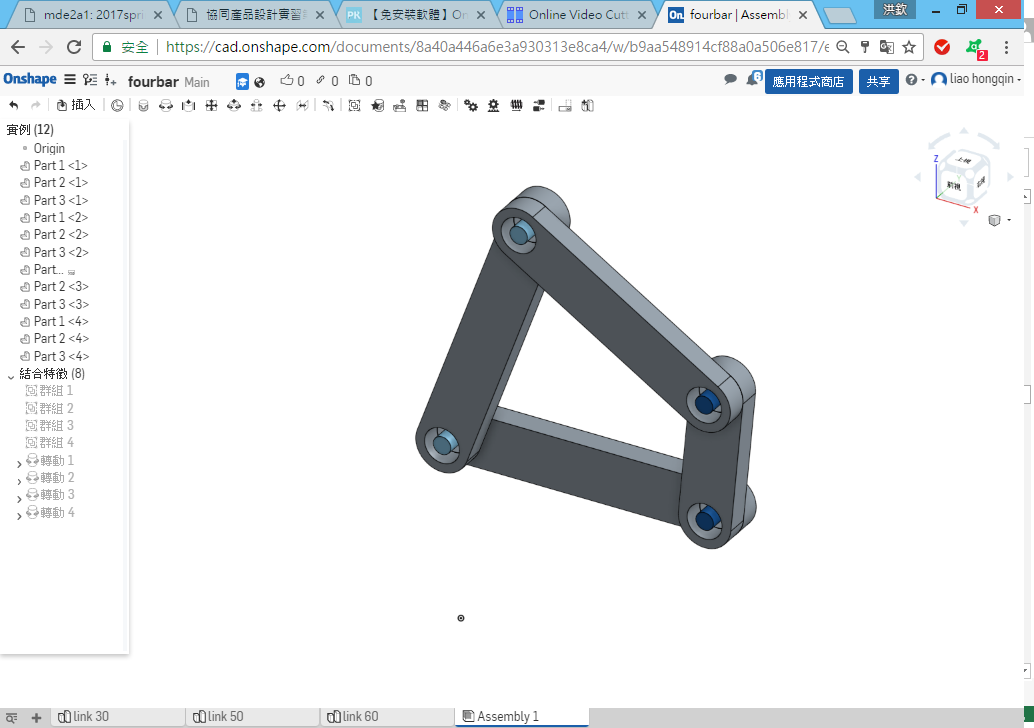 mde2a1: 2017spri
協同產品設計實習
PK 【免安裝軟體】On
Online Video Cutt
On. fourbar | Assembl
洪欽
安全 https://cad.onshape.com/documents/8a40a446a6e3a930313e8ca4/w/b9aa548914cf88a0a506e817/e
2
Onshape fourbar Main 0 0 0 6 應用程式商店 共享 liao hongqin
插入
實例 (12)
Origin
Part 1 <1>
Part 2 <1>
Part 3 <1>
Part 1 <2>
Part 2 <2>
Part 3 <2>
Part...
Part 2 <3>
Part 3 <3>
Part 1 <4>
Part 2 <4>
Part 3 <4>
結合特徵 (8)
群組 1
群組 2
群組 3
群組 4
轉動 1
轉動 2
轉動 3
轉動 4
上視
Z
前視
X
link 30
link 50
link 60
Assembly 1